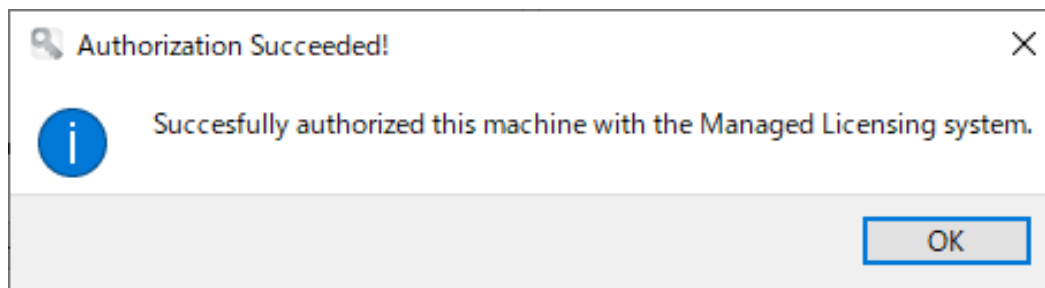 Authorization Succeeded!
Succesfully authorized this machine with the Managed Licensing system.
OK